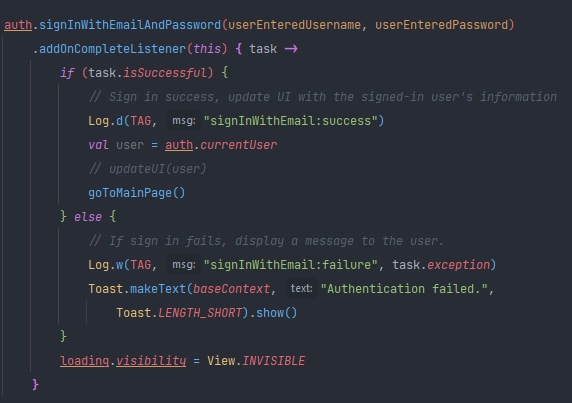 auth.signInWithEmailAndPassword(userEnteredUsername, userEnteredPassword)
.addOnCompleteListener(this) { task ->
if (task.isSuccessful) {
// Sign in success, update UI with the signed-in user's information
Log.d(TAG, msg: "signInWithEmail:success")
val user = auth.currentUser
// updateUI(user)
goToMainPage()
} else {
// If sign in fails, display a message to the user.
Log.w(TAG, msg: "signInWithEmail:failure", task.exception)
Toast.makeText(baseContext, text: "Authentication failed.",
Toast.LENGTH_SHORT).show()
}
loading.visibility = View.INVISIBLE
}